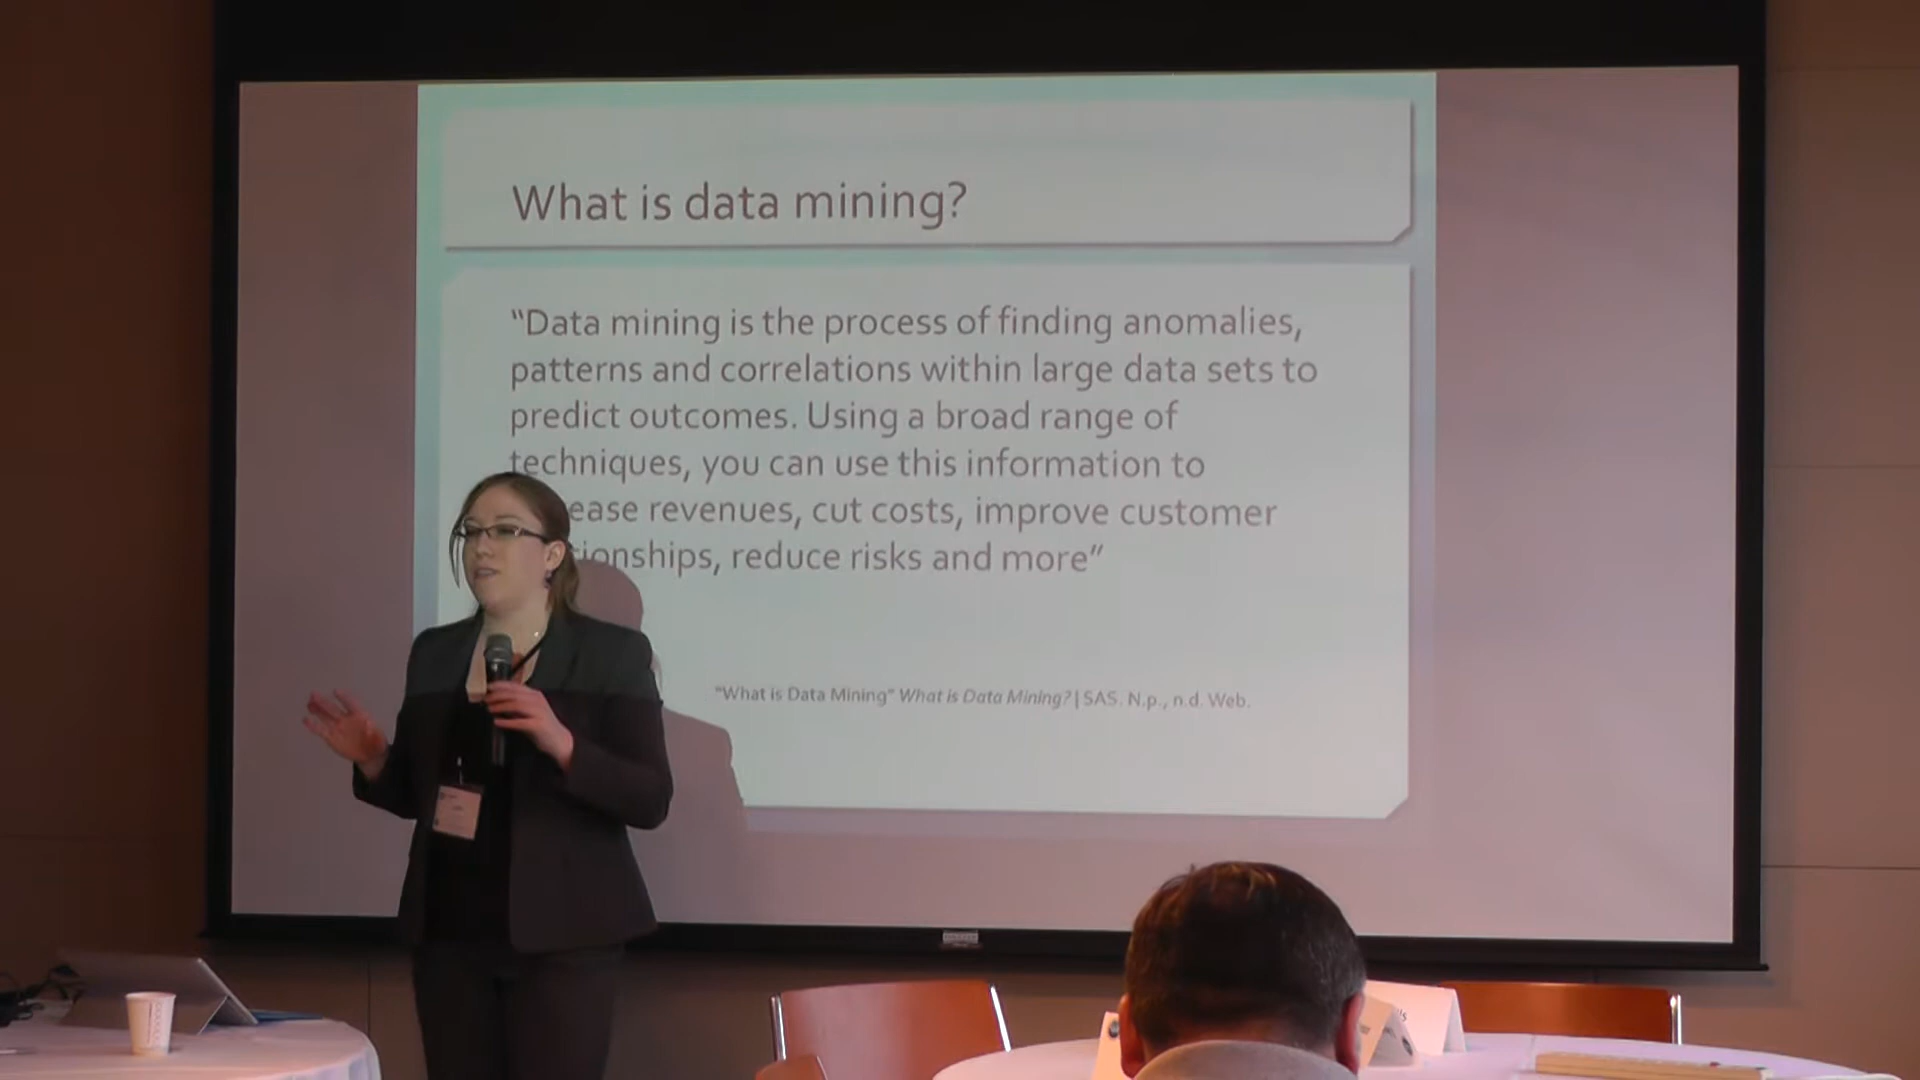 What is data mining?
“Data mining is the process of finding anomalies,
patterns and correlations within large data sets to
predict outcomes. Using a broad range of
techniques, you can use this information to
ease revenues, cut costs, improve customer
ionships, reduce risks and more”
"What is Data Mining" What is Data Mining? | SAS. N.p., n.d. Web.